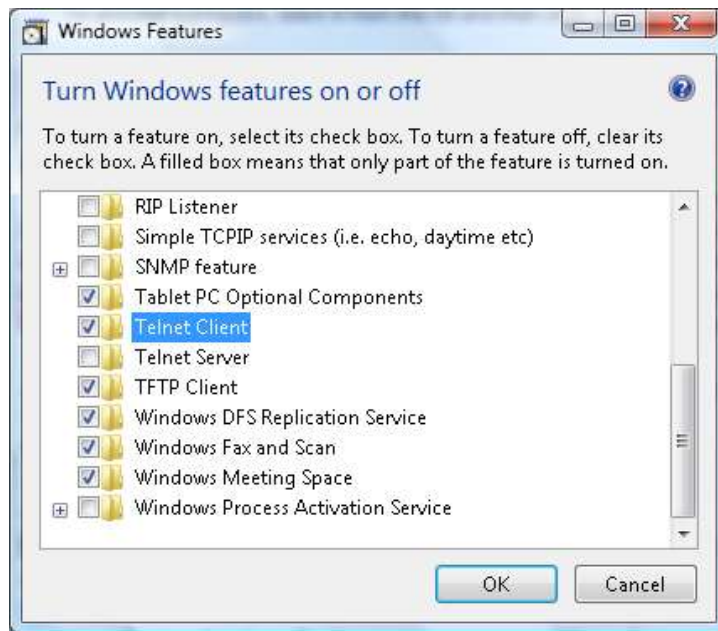 Windows Features
Turn Windows features on or off
To turn a feature on, select its check box. To turn a feature off, clear its
check box. A filled box means that only part of the feature is turned on.
RIP Listener
Simple TCPIP services (i.e. echo, daytime etc)
SNMP feature
Tablet PC Optional Components
Telnet Client
Telnet Server
TFTP Client
Windows DFS Replication Service
Windows Fax and Scan
Windows Meeting Space
Windows Process Activation Service
OK Cancel